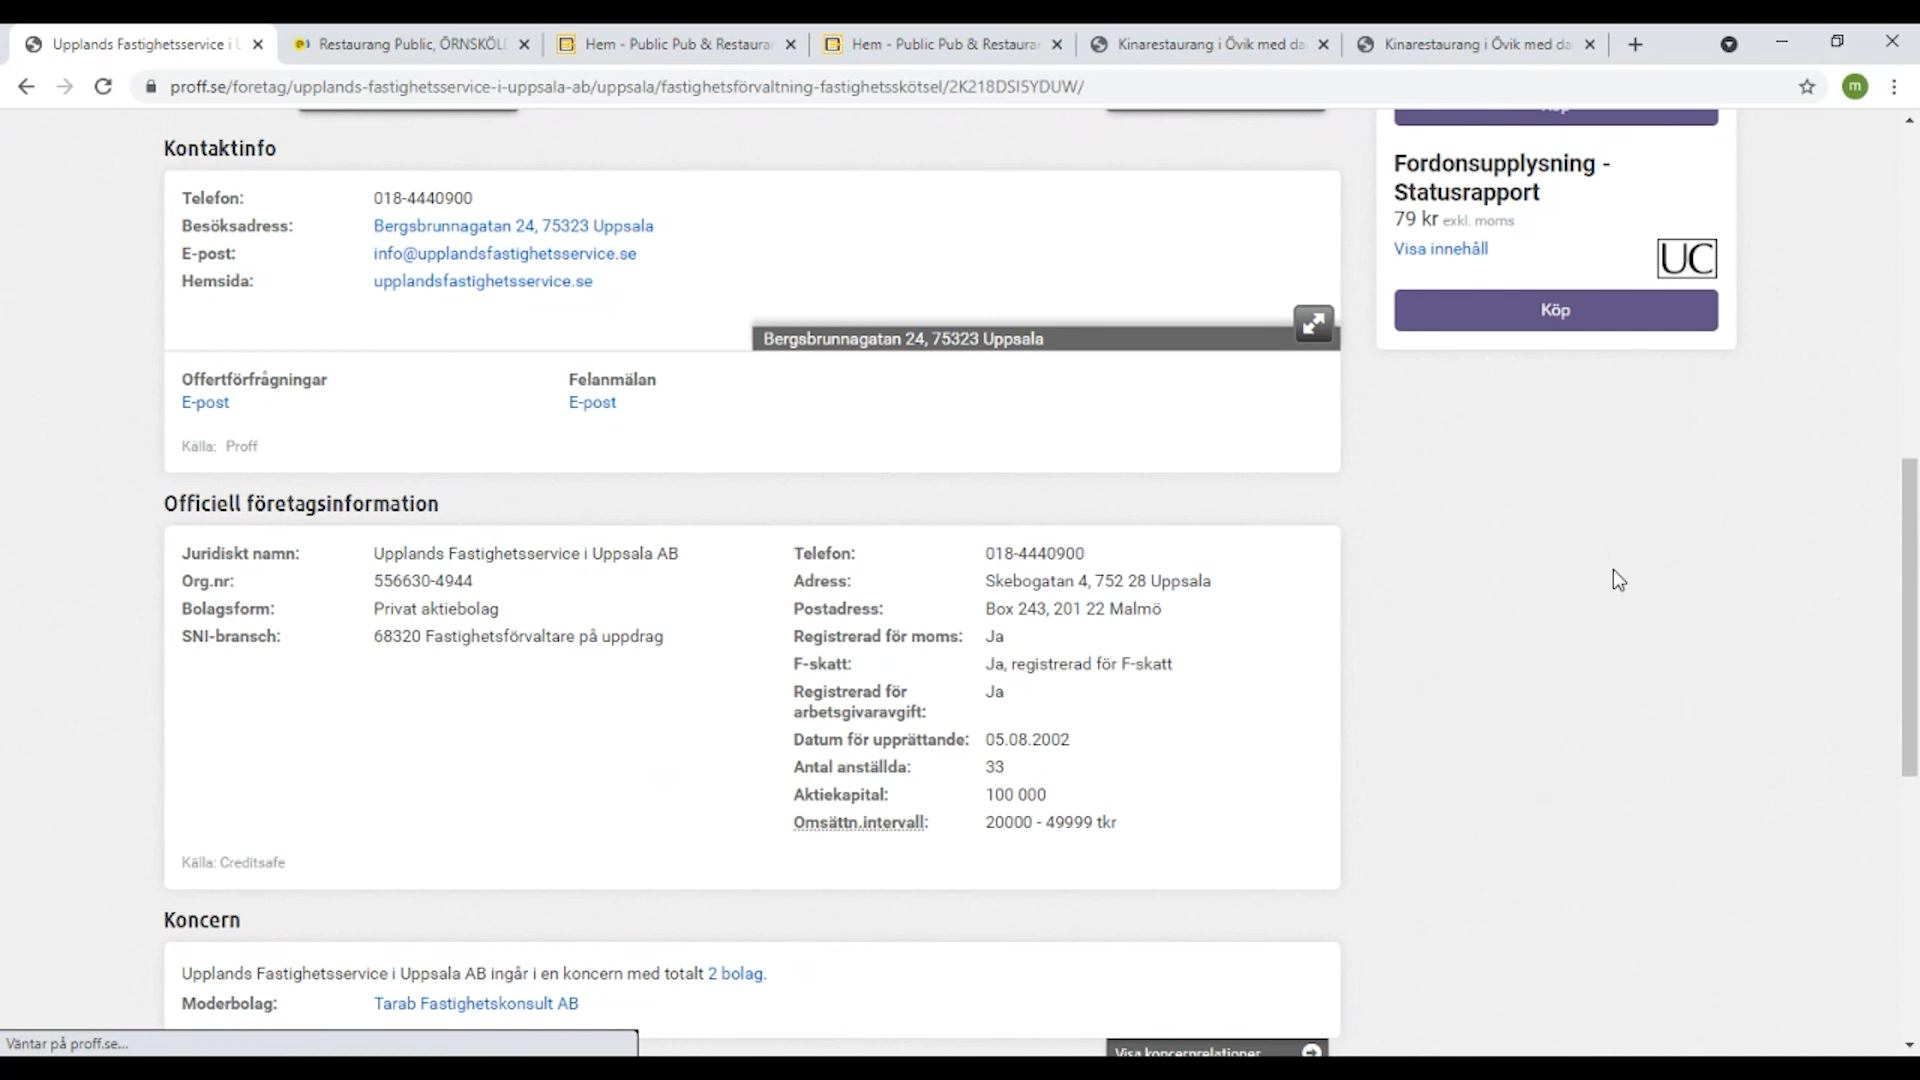 Upplands Fastighetsservice i U
Restaurang Public, ÖRNSKÖL
Hem - Public Pub & Restaura
Hem - Public Pub & Restaura
Kinarestaurang i Övik med da
Kinarestaurang i Övik med da
proff.se/foretag/upplands-fastighetsservice-i-uppsala-ab/uppsala/fastighetsförvaltning-fastighetsskötsel/2K218DSI5YDUW/
m
Kontaktinfo
Telefon: 018-4440900
Besöksadress: Bergsbrunnagatan 24, 75323 Uppsala
E-post: info@upplandsfastighetsservice.se
Hemsida: upplandsfastighetsservice.se
Bergsbrunnagatan 24, 75323 Uppsala
Offertförfrågningar
E-post
Felanmälan
E-post
Källa: Proff
Köp
Fordonsupplysning -
Statusrapport
79 kr exkl. moms
Visa innehåll
UC
Köp
Officiell företagsinformation
Juridiskt namn: Upplands Fastighetsservice i Uppsala AB
Org.nr: 556630-4944
Bolagsform: Privat aktiebolag
SNI-bransch: 68320 Fastighetsförvaltare på uppdrag
Telefon: 018-4440900
Adress: Skebogatan 4, 752 28 Uppsala
Postadress: Box 243, 201 22 Malmö
Registrerad för moms: Ja
F-skatt: Ja, registrerad för F-skatt
Registrerad för Ja
arbetsgivaravgift:
Datum för upprättande: 05.08.2002
Antal anställda: 33
Aktiekapital: 100 000
Omsättn.intervall: 20000 - 49999 tkr
Källa: Creditsafe
Koncern
Upplands Fastighetsservice i Uppsala AB ingår i en koncern med totalt 2 bolag.
Moderbolag: Tarab Fastighetskonsult AB
Visa koncernrelationer
Väntar på proff.se...